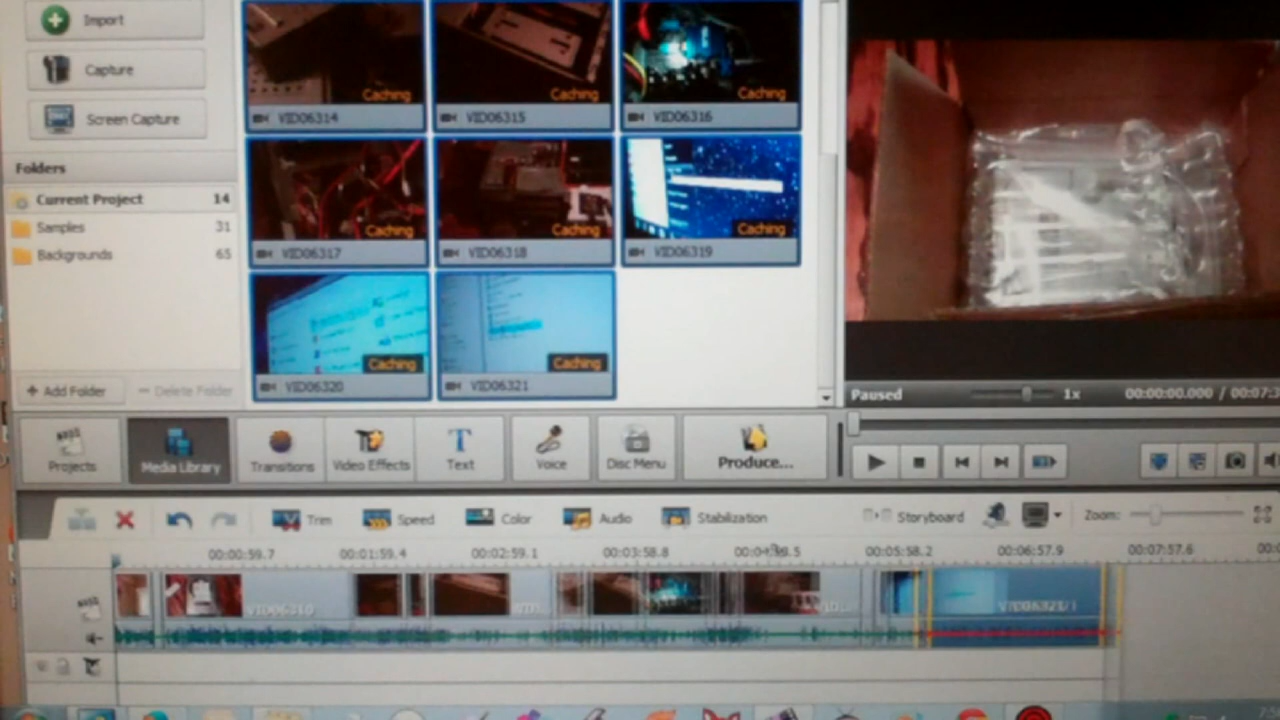 Import
Capture
Screen Capture
Folders
Current Project 14
Samples 31
Backgrounds 65
+ Add Folder − Delete Folder
Caching
VID06314
Caching
VID06315
Caching
VID06316
Caching
VID06317
Caching
VID06318
Caching
VID06319
Caching
VID06320
Caching
VID06321
Paused 1x 00:00:00.000 / 00:07:
Projects Media Library Transitions Video Effects Text Voice Disc Menu Produce...
Trim Speed Color Audio Stabilization Storyboard Zoom:
00:00:59.7 00:01:59.4 00:02:59.1 00:03:58.8 00:05:58.2 00:06:57.9 00:07:57.6
VID06310